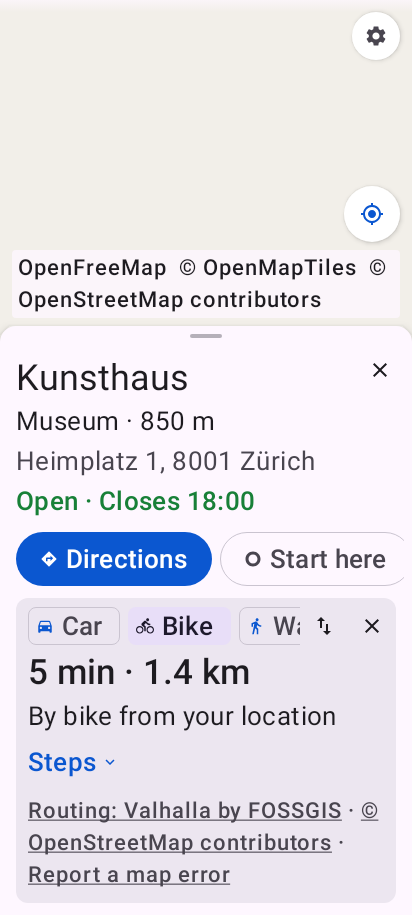 OpenFreeMap © OpenMapTiles ©
OpenStreetMap contributors
Kunsthaus
Museum · 850 m
Heimplatz 1, 8001 Zürich
Open · Closes 18:00
Directions Start here
Car Bike
5 min · 1.4 km
By bike from your location
Steps
Routing: Valhalla by FOSSGIS · ©
OpenStreetMap contributors ·
Report a map error